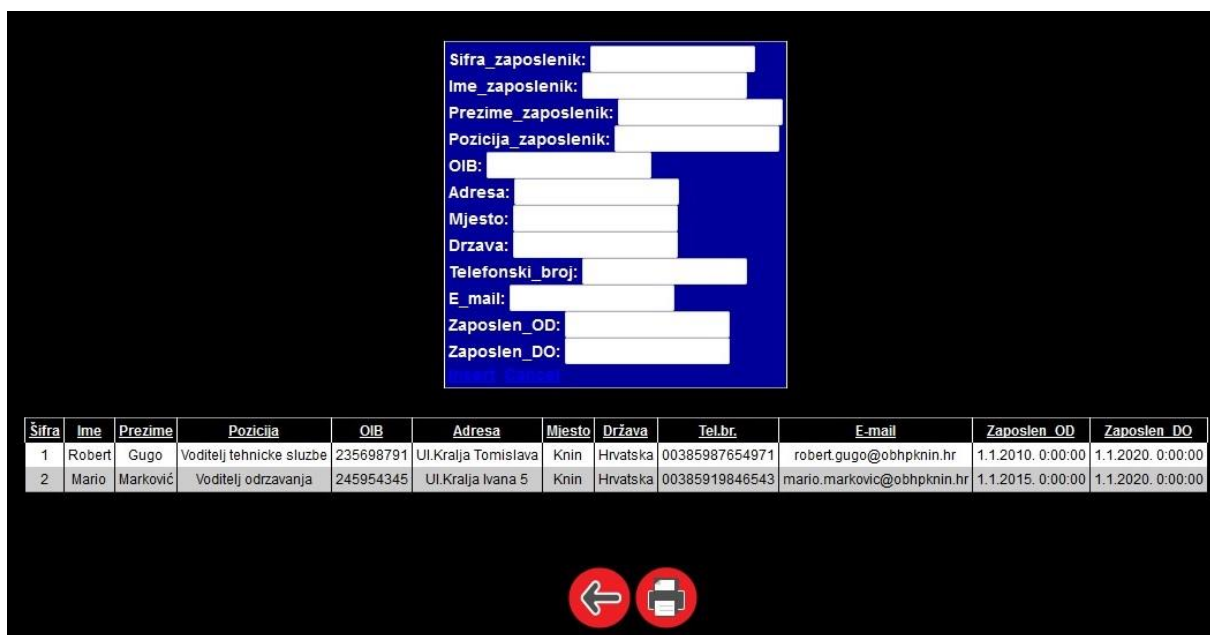 Sifra_zaposlenik:
Ime_zaposlenik:
Prezime_zaposlenik:
Pozicija_zaposlenik:
OIB:
Adresa:
Mjesto:
Drzava:
Telefonski_broj:
E_mail:
Zaposlen_OD:
Zaposlen_DO:
Insert Cancel
Šifra Ime Prezime Pozicija OIB Adresa Mjesto Država Tel.br. E-mail Zaposlen_OD Zaposlen_DO
1 Robert Gugo Voditelj tehnicke sluzbe 235698791 Ul.Kralja Tomislava Knin Hrvatska 00385987654971 robert.gugo@obhpknin.hr 1.1.2010. 0:00:00 1.1.2020. 0:00:00
2 Mario Marković Voditelj odrzavanja 245954345 Ul.Kralja Ivana 5 Knin Hrvatska 00385919846543 mario.markovic@obhpknin.hr 1.1.2015. 0:00:00 1.1.2020. 0:00:00